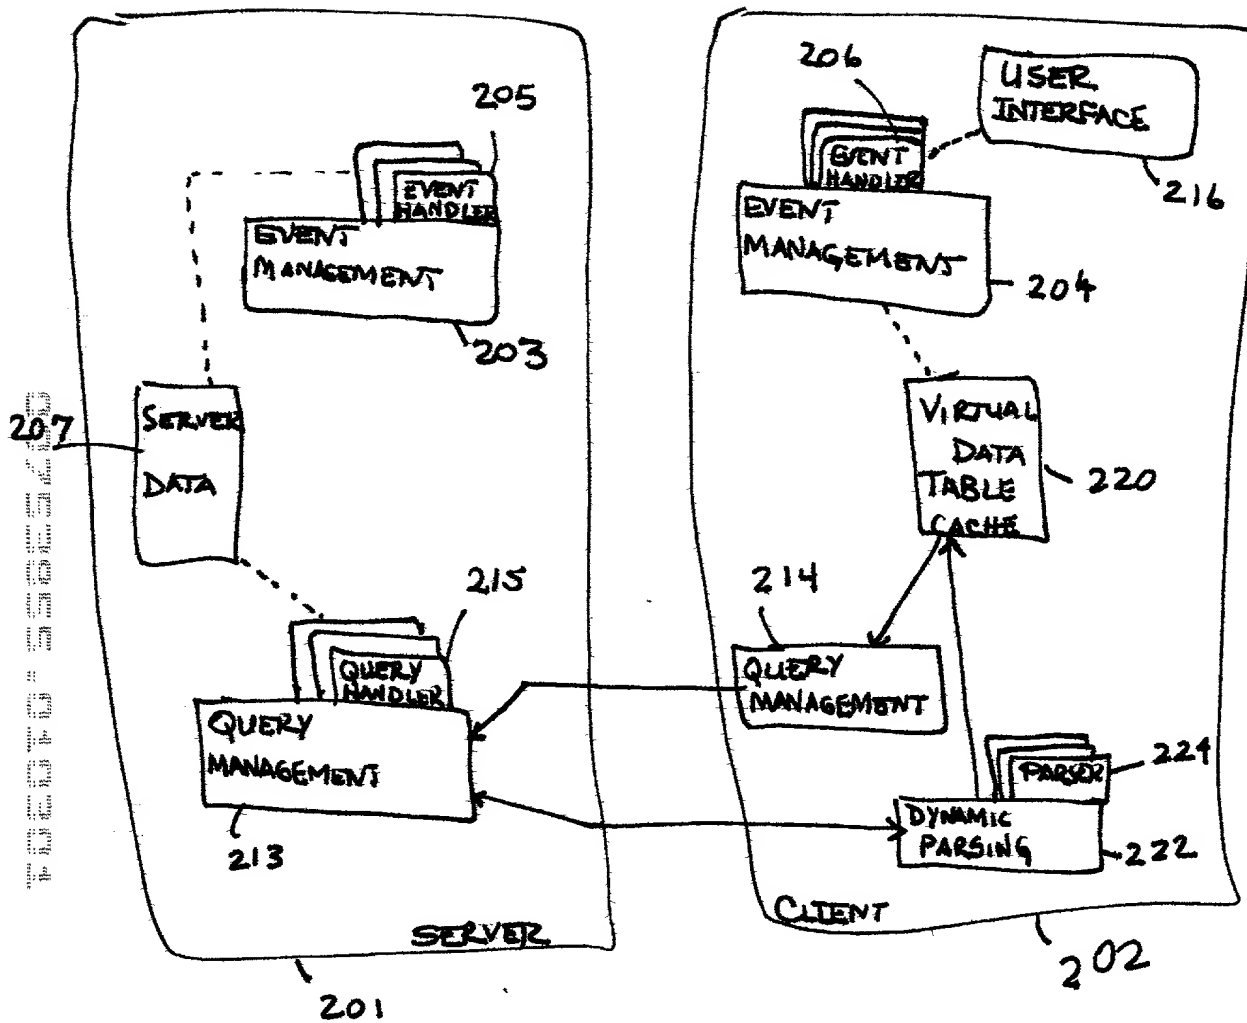 205
EVENT
HANDLER
EVENT
MANAGEMENT
203
207
SERVER
DATA
215
QUERY
HANDLER
QUERY
MANAGEMENT
213
SERVER
201
206
USER
INTERFACE
216
EVENT
HANDLER
EVENT
MANAGEMENT
204
VIRTUAL
DATA
TABLE
CACHE
220
214
QUERY
MANAGEMENT
PARSER
224
DYNAMIC
PARSING
222
CLIENT
202